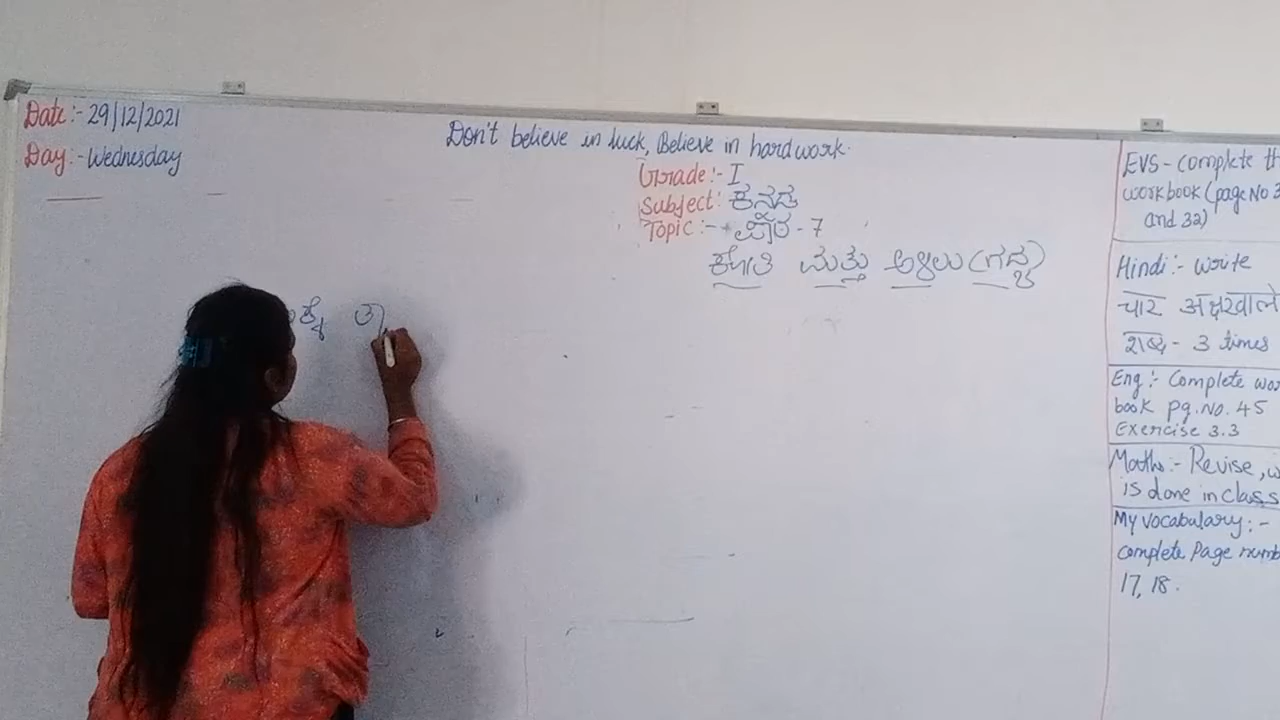 Date:- 29/12/2021
Day:- Wednesday
Don't believe in luck, Believe in hardwork.
Grade:- I
Subject: ಕನ್ನಡ
Topic:- ಪಾಠ - 7
ಕೋತಿ ಮತ್ತು ಅಳಿಲು (ಗದ್ಯ)
EVS - complete th
workbook (page No 3
and 32)
Hindi:- write
चार अक्षरवाले
शब्द - 3 times
Eng:- Complete wor
book pg. No. 45
Exercise 3.3
Maths:- Revise, w
is done in class
My vocabulary:-
complete Page numb
17, 18.